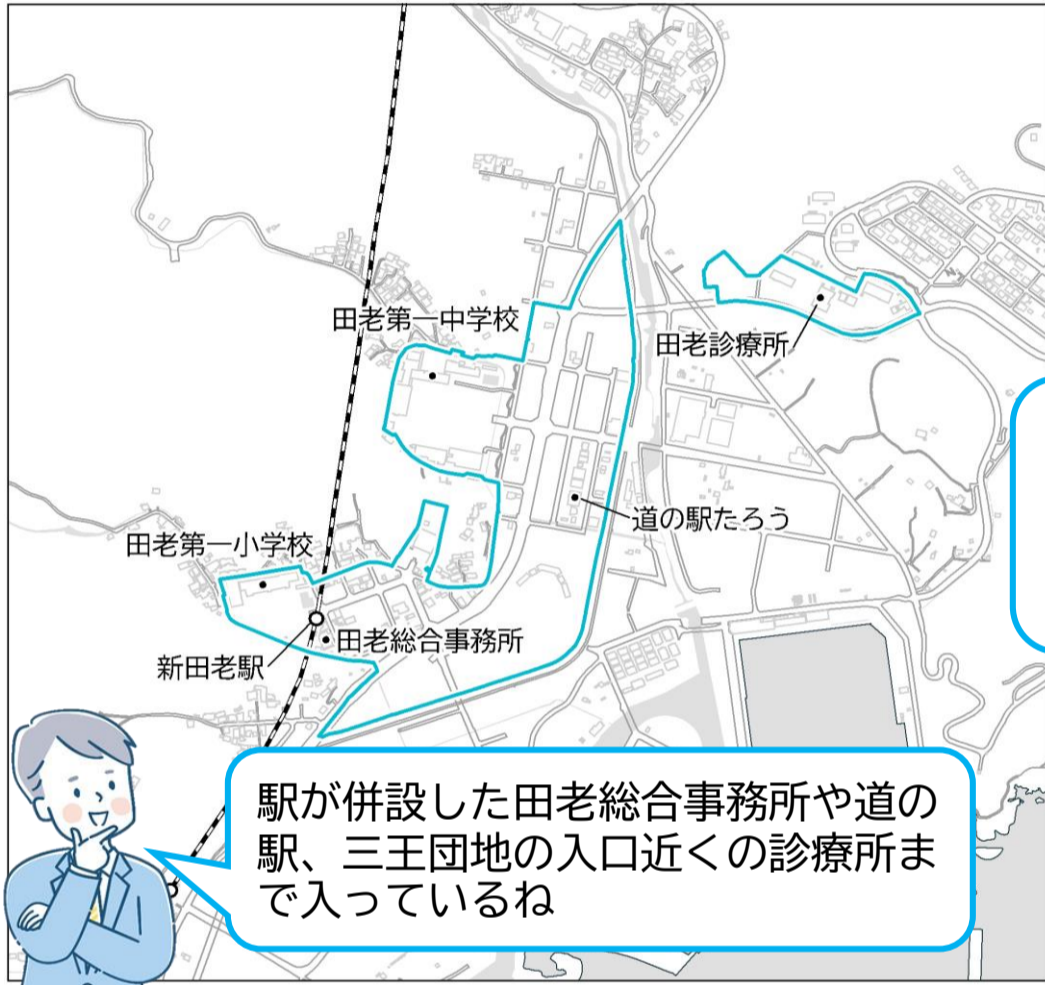 田老第一中学校
田老診療所
道の駅たろう
田老第一小学校
田老総合事務所
新田老駅
駅が併設した田老総合事務所や道の
駅、三王団地の入口近くの診療所ま
で入っているね